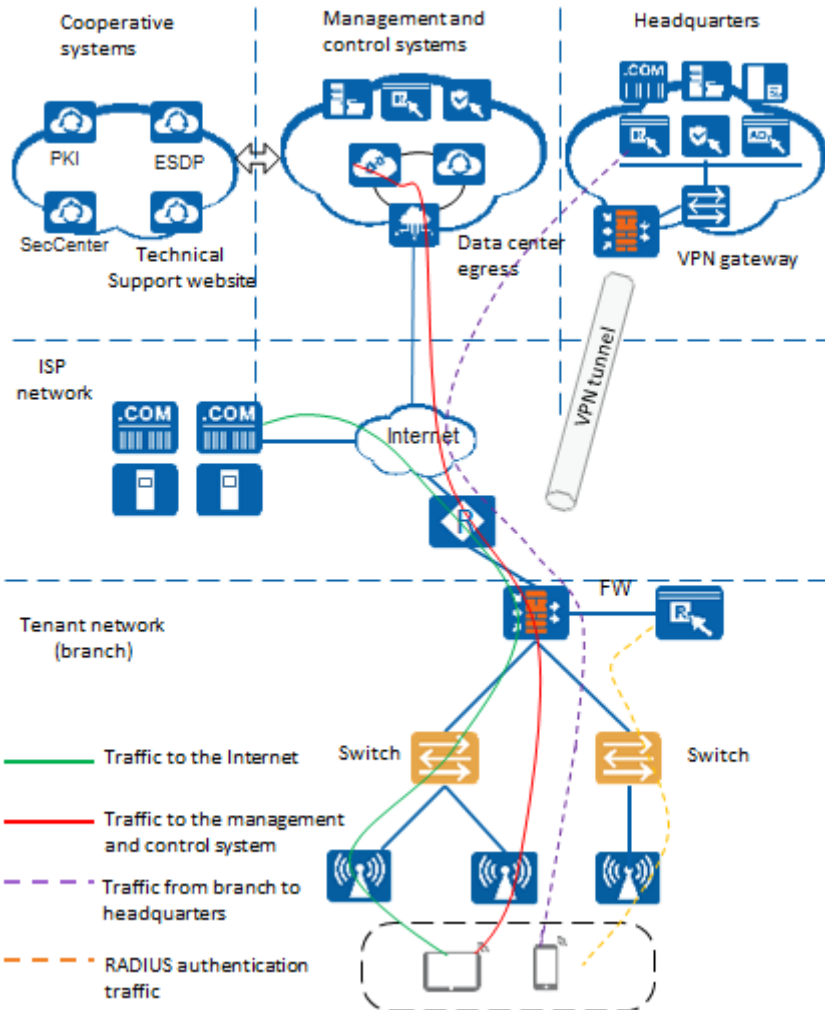 Cooperative
systems
Management and
control systems
Headquarters
.COM
R
R
PKI
ESDP
SecCenter
Technical
Support website
Data center
egress
VPN gateway
VPN tunnel
ISP
network
.COM
.COM
Internet
R
FW
R
Tenant network
(branch)
Switch
Switch
Traffic to the Internet
Traffic to the management
and control system
Traffic from branch to
headquarters
RADIUS authentication
traffic